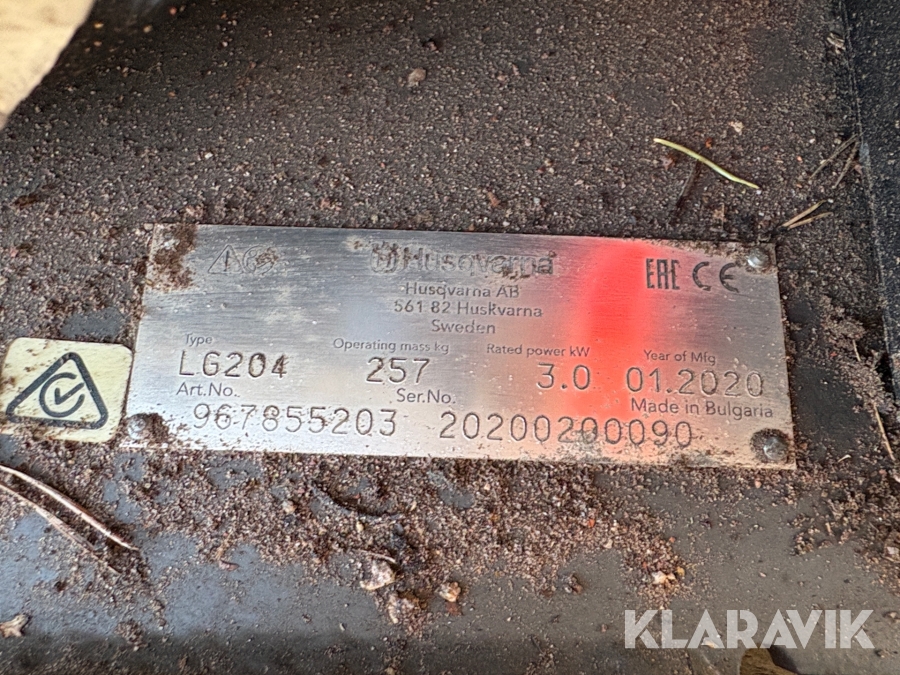 Husqvarna
Husqvarna AB
561 82 Huskvarna
Sweden
EAC CE
Type Operating mass kg Rated power kW Year of Mfg
LG204 257 3.0 01.2020
Art.No. Ser.No. Made in Bulgaria
967855203 20200200090
KLARAVIK